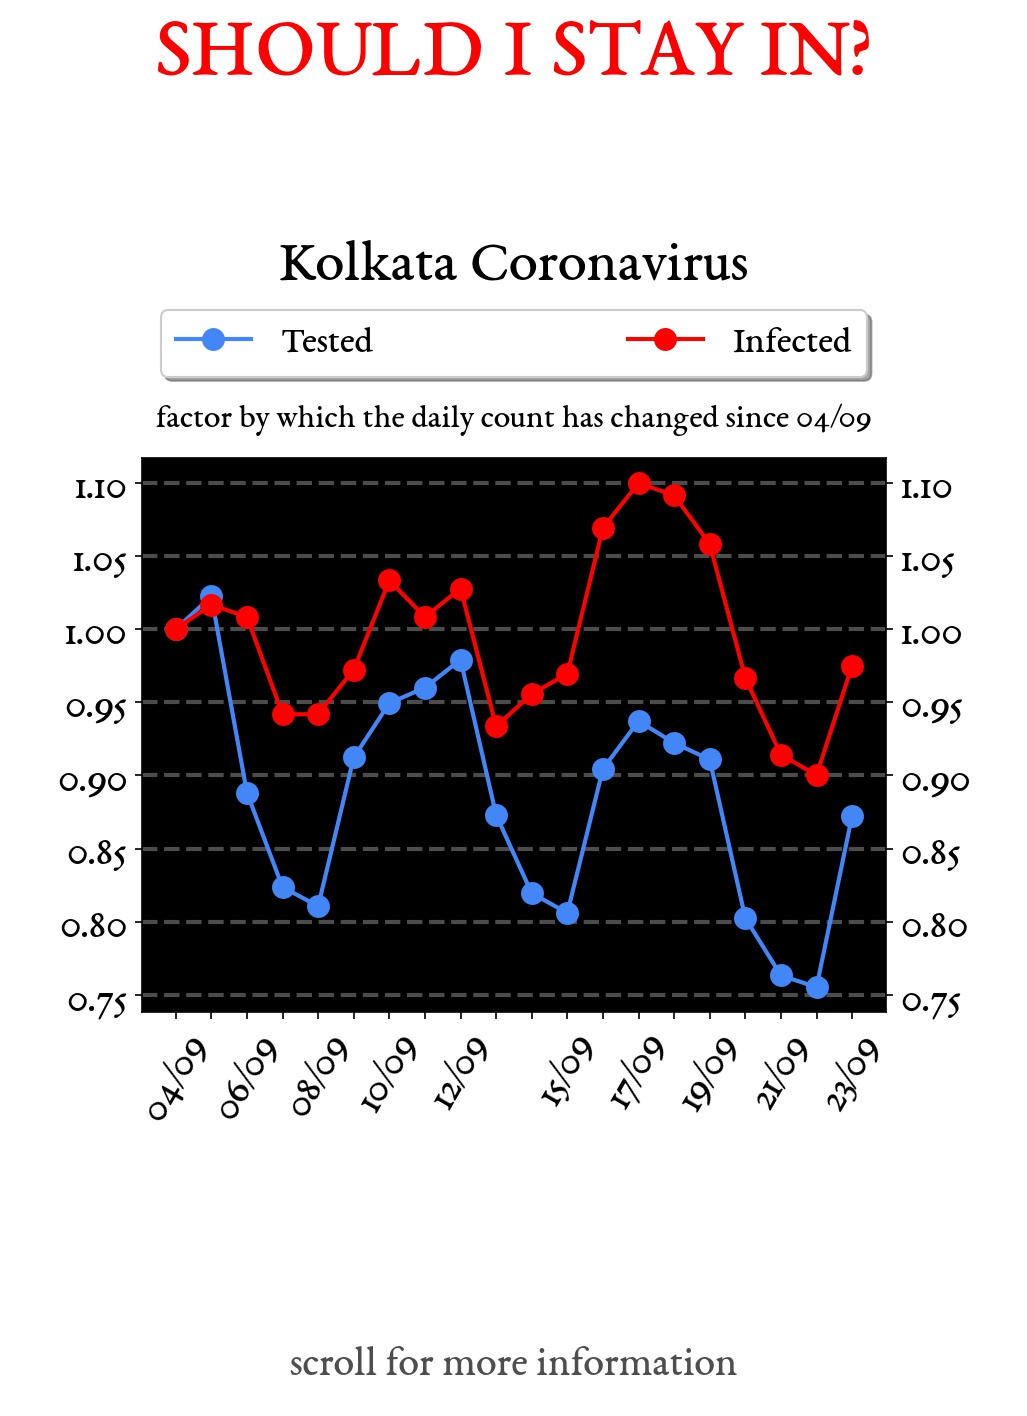 SHOULD I STAY IN?
Kolkata Coronavirus
Tested Infected
factor by which the daily count has changed since 04/09
1.10 1.10
1.05 1.05
1.00 1.00
0.95 0.95
0.90 0.90
0.85 0.85
0.80 0.80
0.75 0.75
04/09 06/09 08/09 10/09 12/09 15/09 17/09 19/09 21/09 23/09
scroll for more information